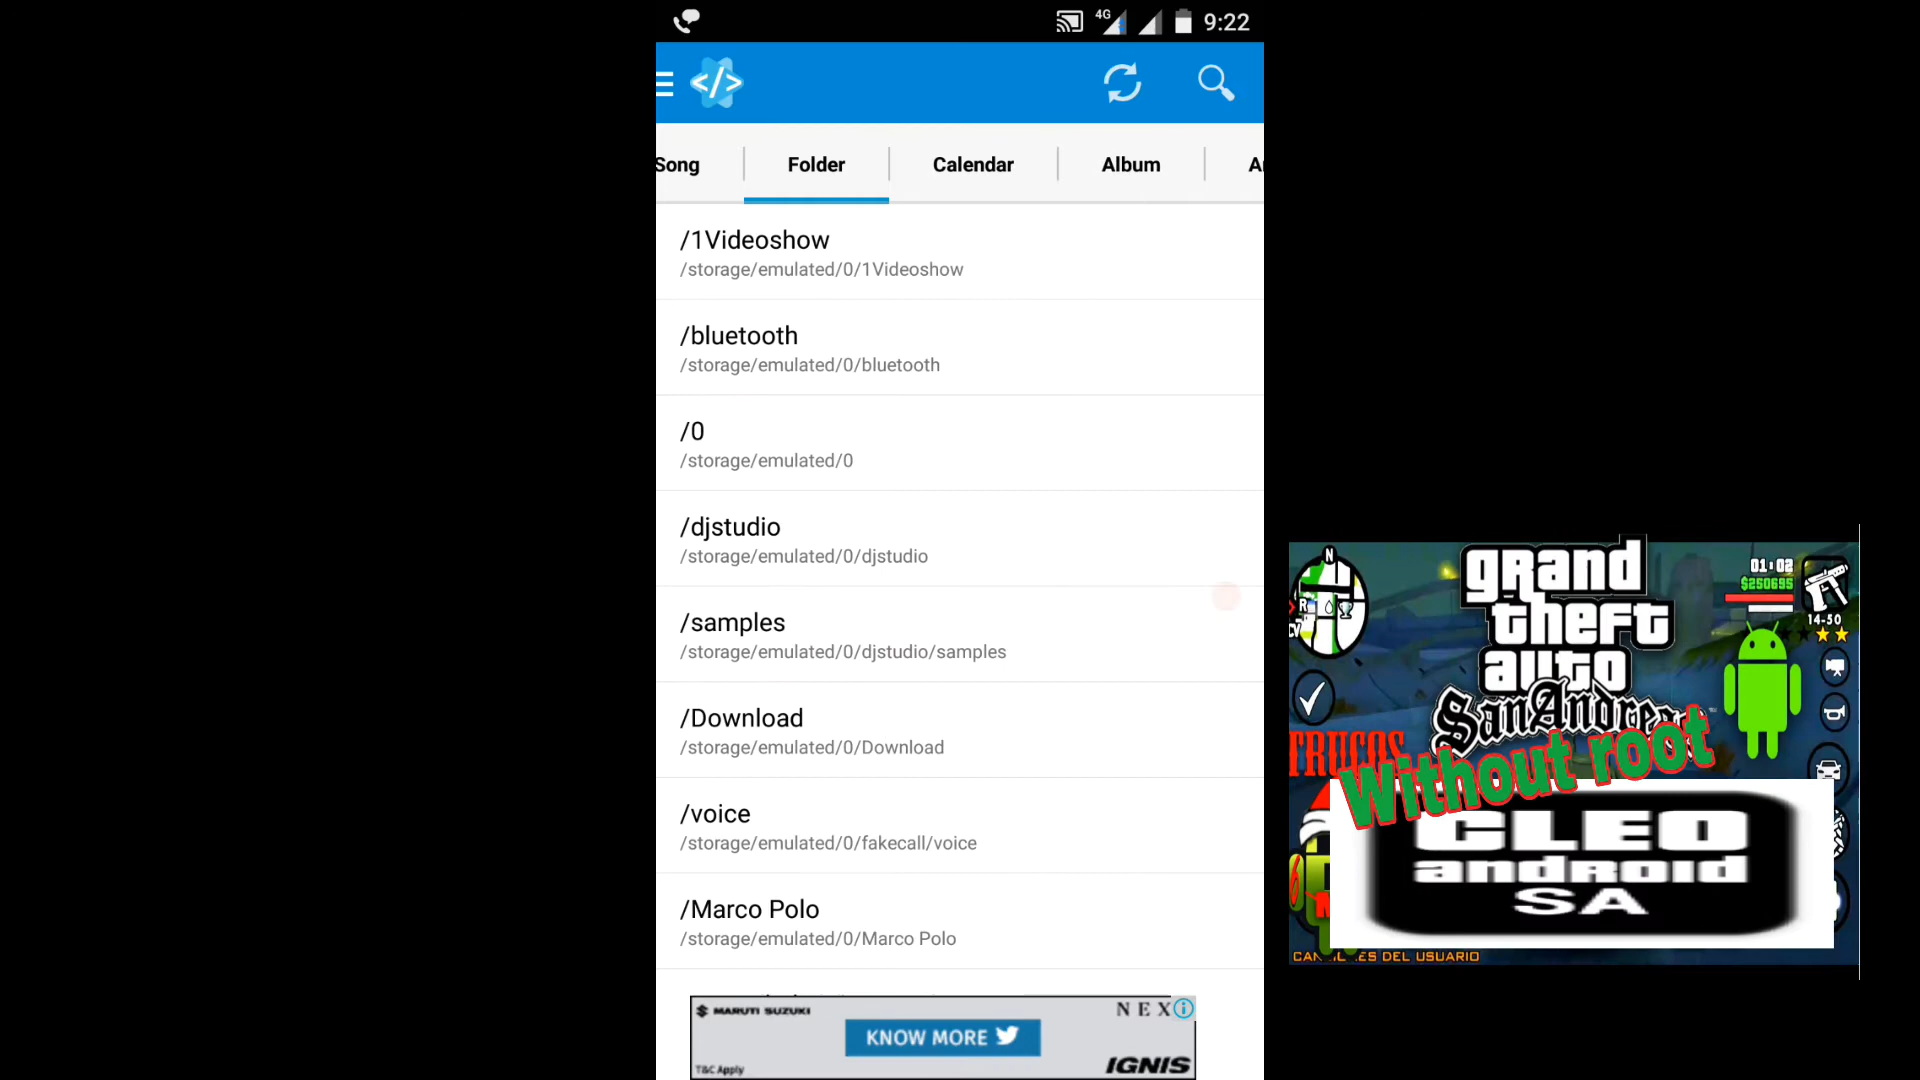 4G
9:22
</>
Song
Folder
Calendar
Album
/1Videoshow
/storage/emulated/0/1Videoshow
/bluetooth
/storage/emulated/0/bluetooth
/0
/storage/emulated/0
/djstudio
/storage/emulated/0/djstudio
/samples
/storage/emulated/0/djstudio/samples
/Download
/storage/emulated/0/Download
/voice
/storage/emulated/0/fakecall/voice
/Marco Polo
/storage/emulated/0/Marco Polo
MARUTI SUZUKI
KNOW MORE
T&C Apply
IGNIS
N
R
grand
theft
auto
San Andreas
01:02
$250695
14-50
TRUCOS
Without root
CLEO
android
SA
DEL USUARIO